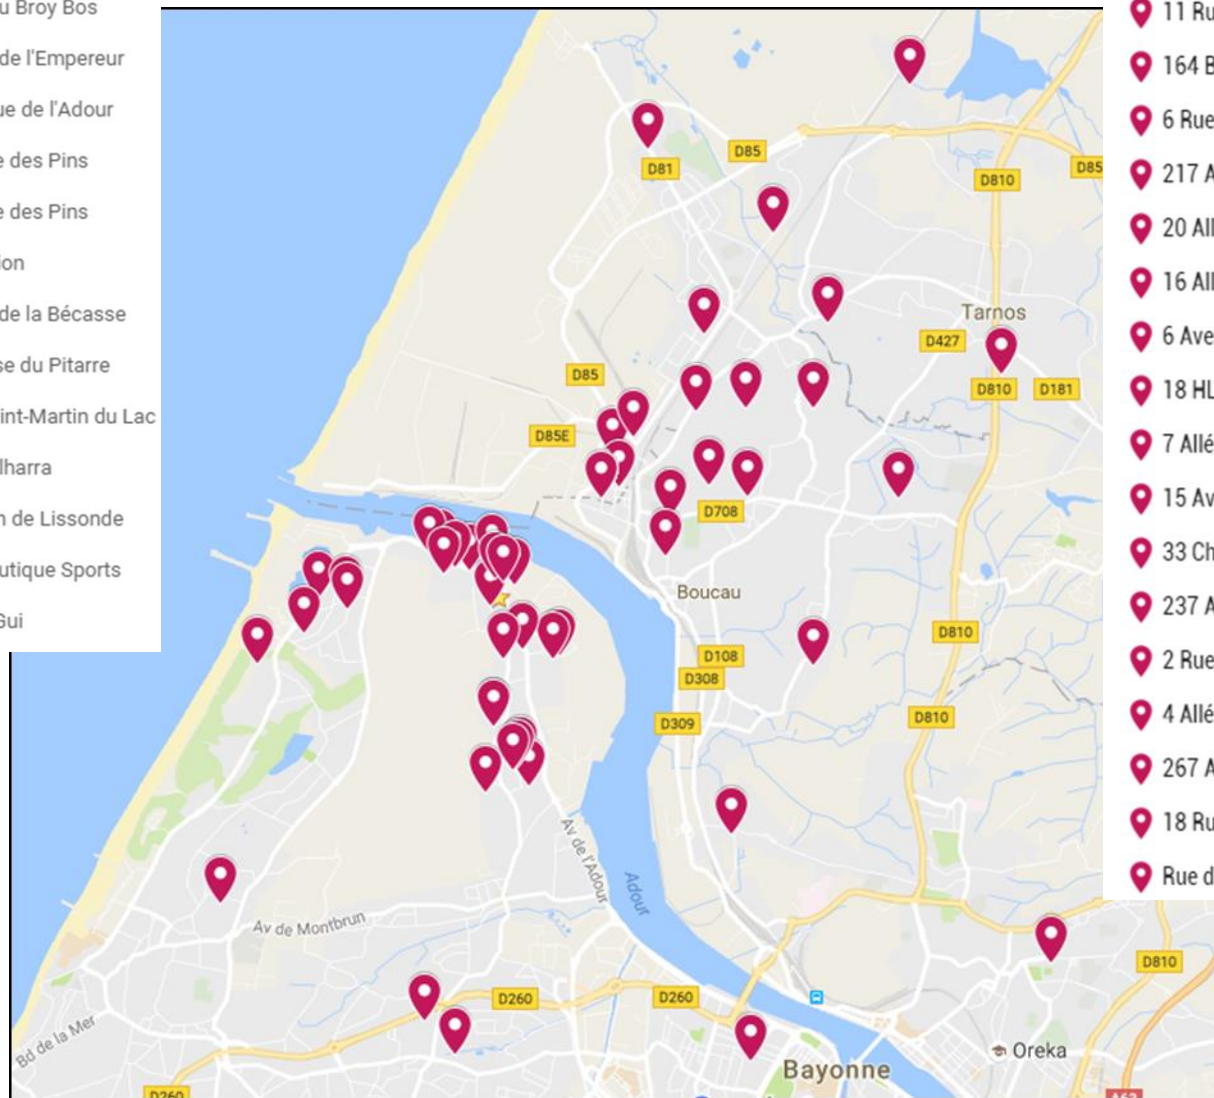 u Broy Bos
de l'Empereur
ue de l'Adour
e des Pins
e des Pins
ion
de la Bécasse
se du Pitarre
int-Martin du Lac
lharra
n de Lissonde
utique Sports
Gui
D85
D81
D810
D85
Tarnos
D427
D85
D810
D181
D85E
D708
Boucau
D810
D108
D308
D810
D309
Av de l'Adour
Adour
Av de Montbrun
D810
D260
D260
Bd de la Mer
Oreka
Bayonne
D260
A63
11 Ru
164 B
6 Rue
217 A
20 All
16 All
6 Ave
18 HL
7 Allé
15 Av
33 Ch
237 A
2 Rue
4 Allé
267 A
18 Ru
Rue d